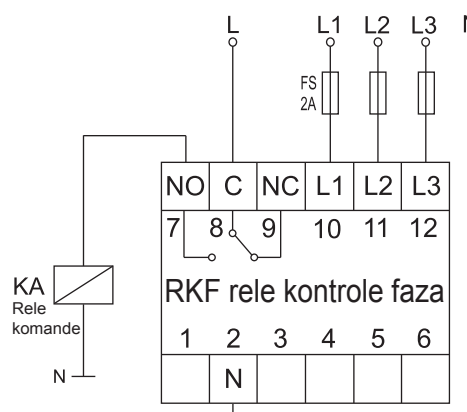 L L1 L2 L3 N
FS
2A
NO C NC L1 L2 L3
7 8 9 10 11 12
RKF rele kontrole faza
KA
Rele
komande
1 2 3 4 5 6
N
N